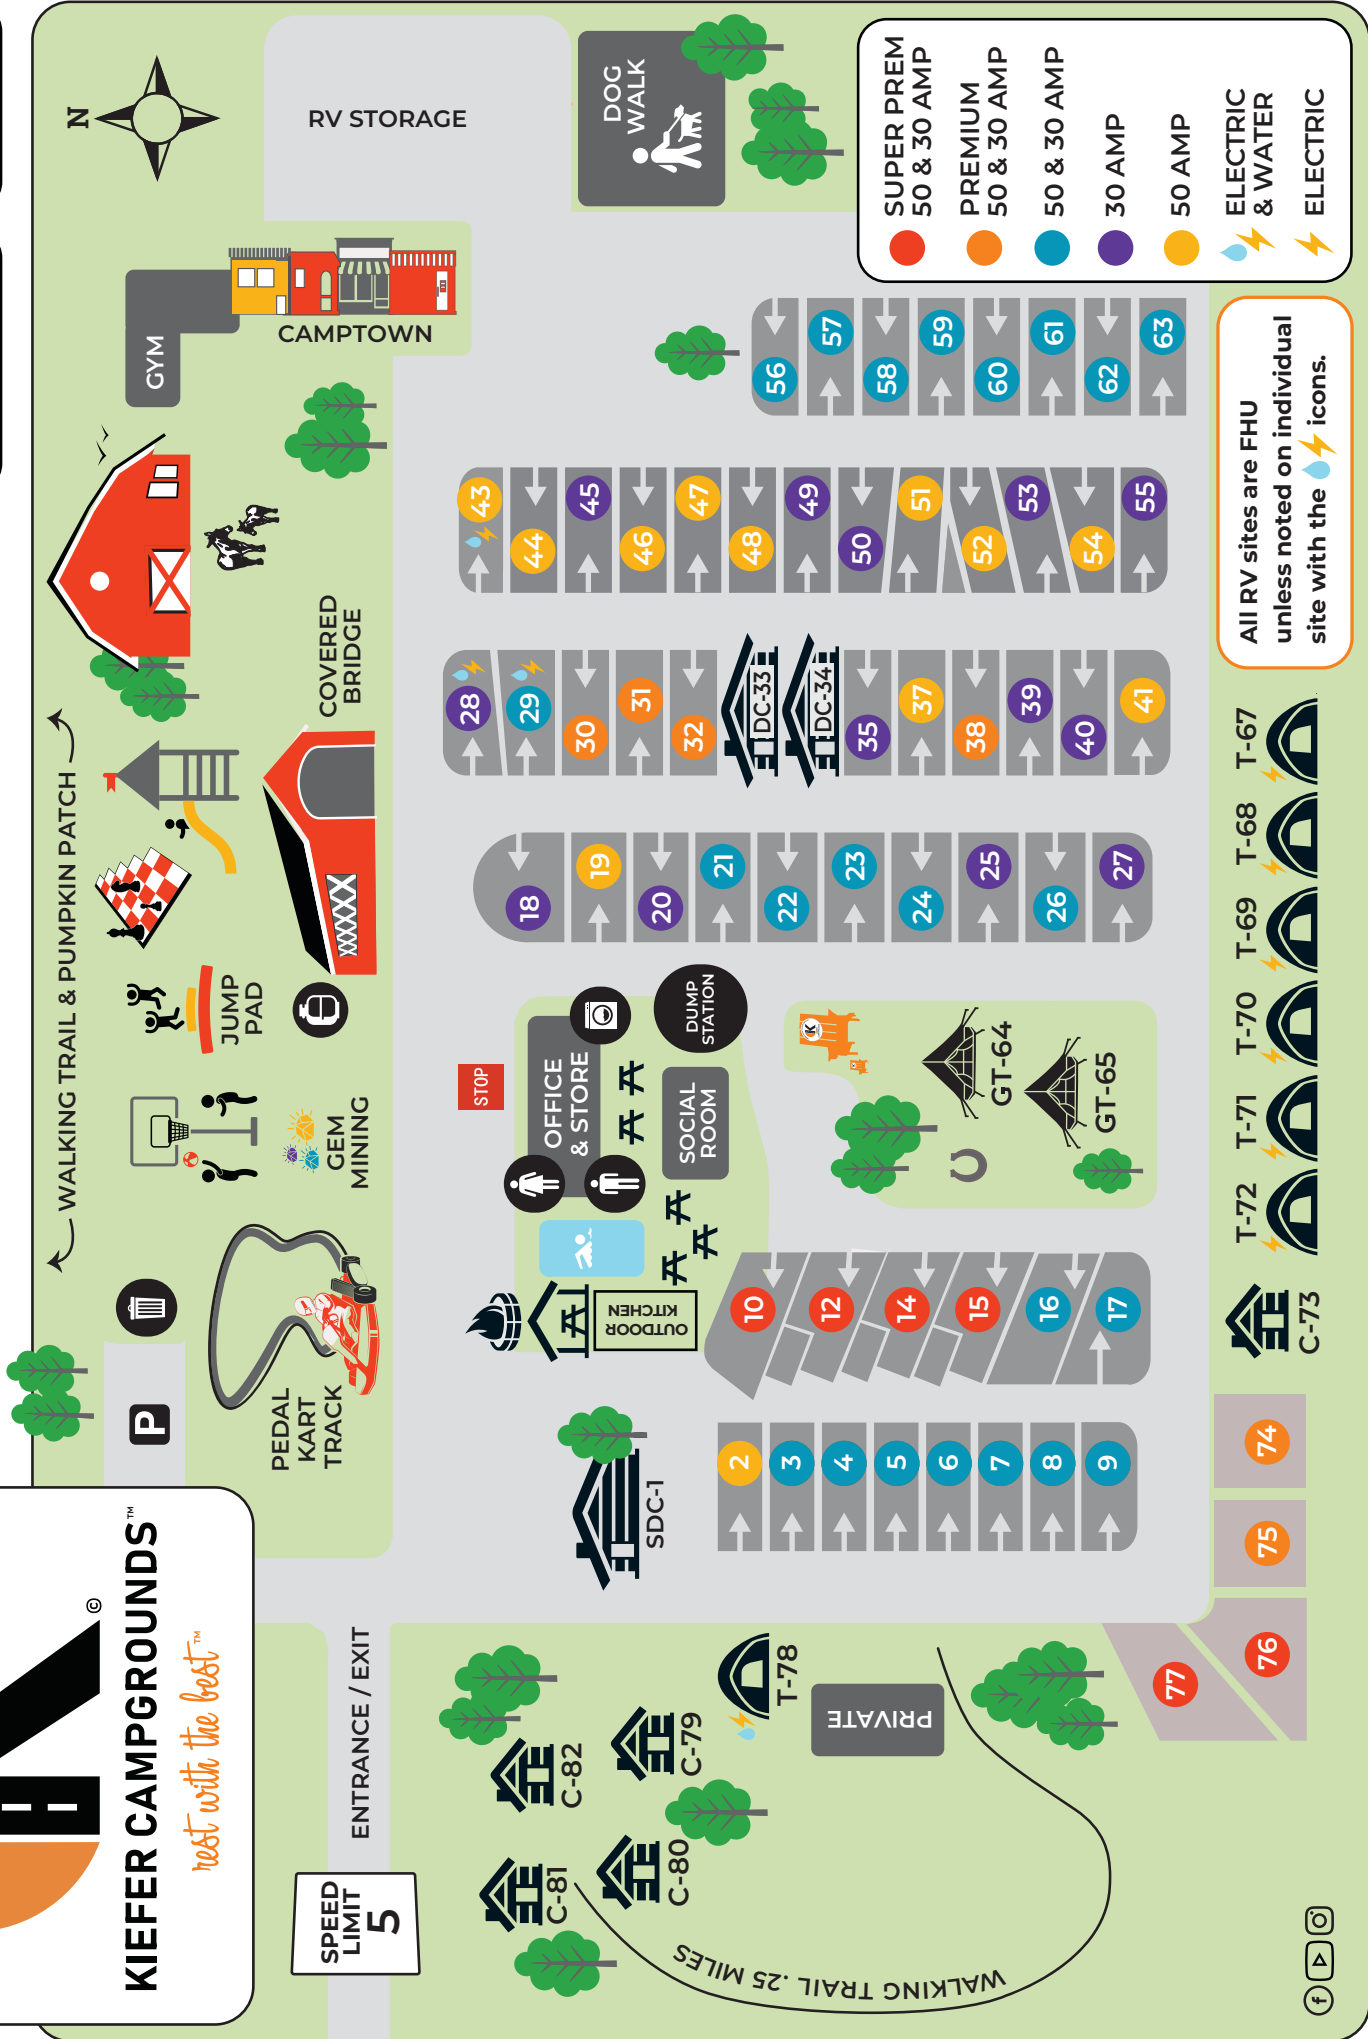 KIEFER CAMPGROUNDS™
©
rest with the best™
WALKING TRAIL & PUMPKIN PATCH
N
P
PEDAL
KART
TRACK
GEM
MINING
JUMP
PAD
COVERED
BRIDGE
GYM
CAMPTOWN
RV STORAGE
DOG
WALK
SPEED
LIMIT
5
ENTRANCE / EXIT
STOP
OFFICE
& STORE
SOCIAL
ROOM
DUMP
STATION
OUTDOOR
KITCHEN
K
SDC-1
C-82
C-81
C-79
C-80
T-78
PRIVATE
WALKING TRAIL .25 MILES
2
3
4
5
6
7
8
9
10
12
14
15
16
17
GT-64
GT-65
18
19
20
21
22
23
24
25
26
27
28
29
30
31
32
DC-33
DC-34
35
37
38
39
40
41
43
44
45
46
47
48
49
50
51
52
53
54
55
56
57
58
59
60
61
62
63
77
76
75
74
C-73
T-72
T-71
T-70
T-69
T-68
T-67
SUPER PREM
50 & 30 AMP
PREMIUM
50 & 30 AMP
50 & 30 AMP
30 AMP
50 AMP
ELECTRIC
& WATER
ELECTRIC
All RV sites are FHU
unless noted on individual
site with the icons.
f